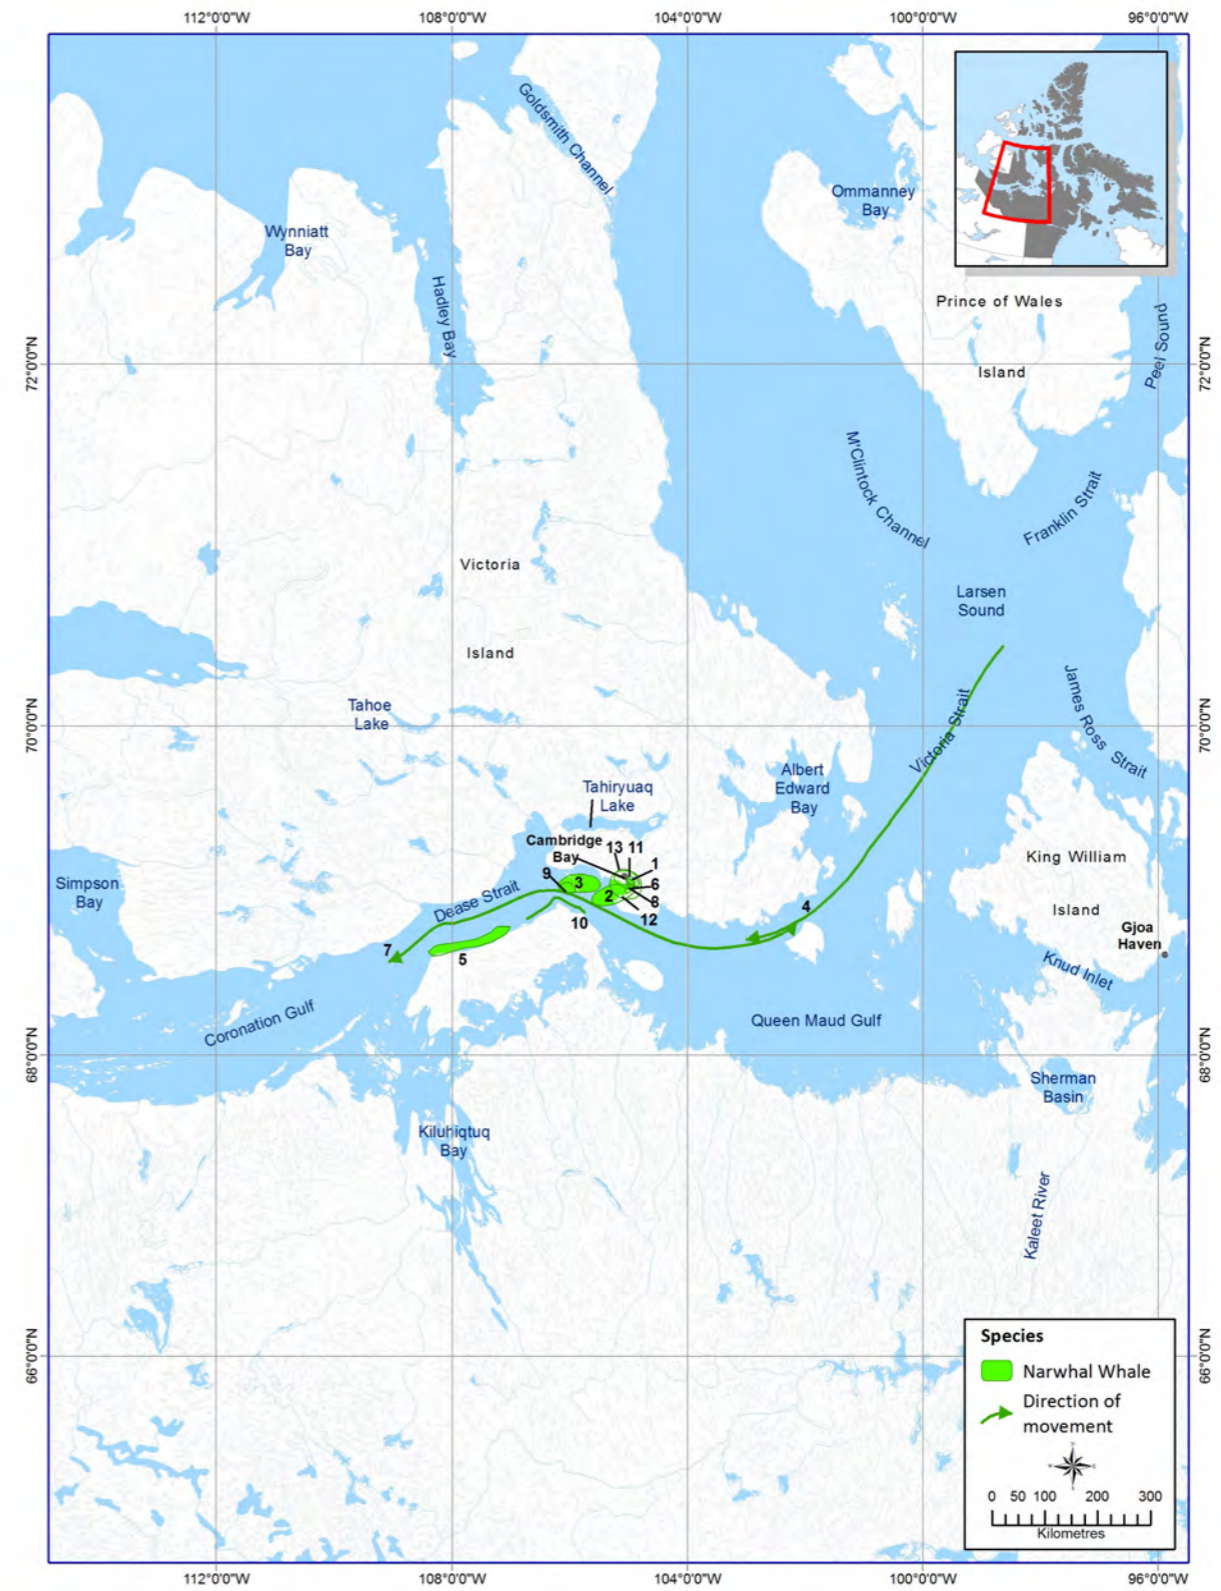 112°0'0"W
108°0'0"W
104°0'0"W
100°0'0"W
96°0'0"W
Goldsmith Channel
Ommanney
Bay
Wynniatt
Bay
Hadley Bay
Prince of Wales
Island
Peel Sound
72°0'0"N
72°0'0"N
M'Clintock Channel
Franklin Strait
Victoria
Island
Larsen
Sound
Tahoe
Lake
Victoria Strait
James Ross Strait
70°0'0"N
70°0'0"N
Albert
Edward
Bay
Tahiryuaq
Lake
Cambridge
Bay
13
11
1
9
3
6
2
8
12
10
4
7
5
King William
Island
Simpson
Bay
Dease Strait
Gjoa
Haven
Knud Inlet
Coronation Gulf
Queen Maud Gulf
68°0'0"N
68°0'0"N
Sherman
Basin
Kiluhiqtuq
Bay
Kaleet River
66°0'0"N
66°0'0"N
Species
Narwhal Whale
Direction of
movement
0 50 100 200 300
Kilometres
112°0'0"W
108°0'0"W
104°0'0"W
100°0'0"W
96°0'0"W